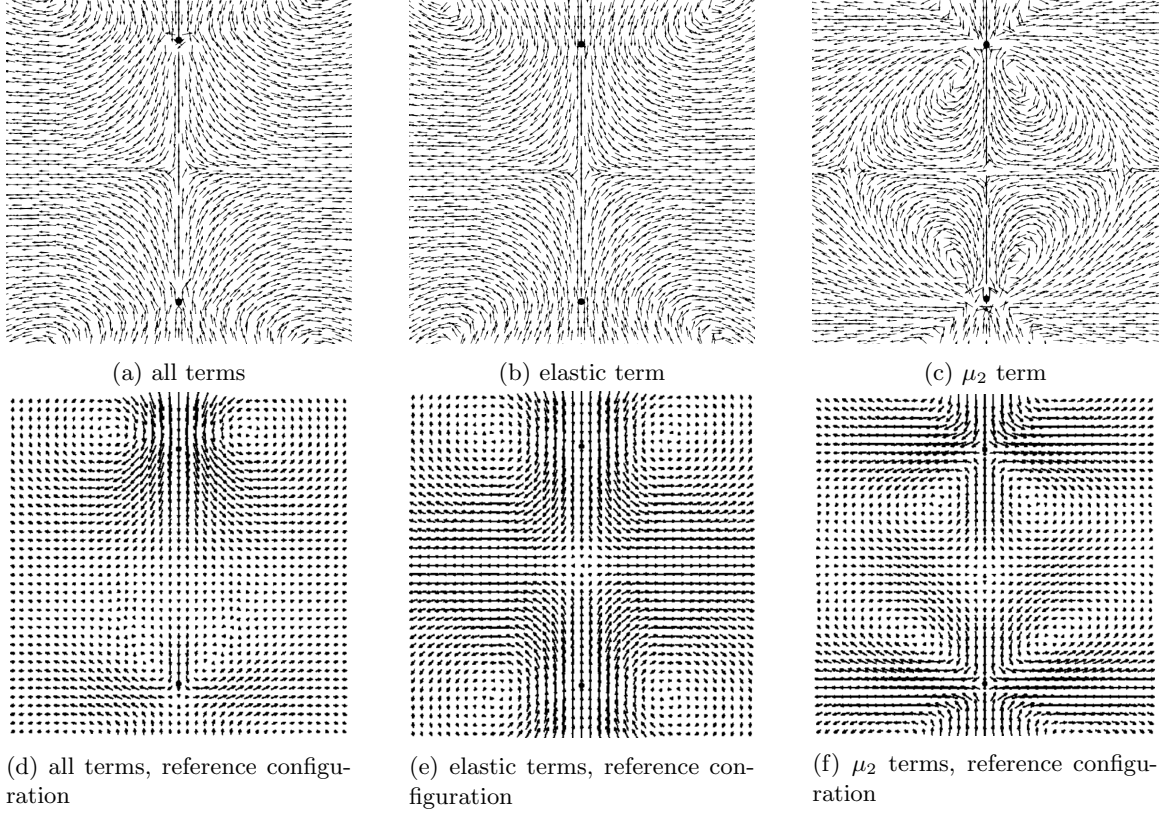 (a) all terms
(b) elastic term
(c) μ₂ term
(d) all terms, reference configu-
ration
(e) elastic terms, reference con-
figuration
(f) μ₂ terms, reference configu-
ration